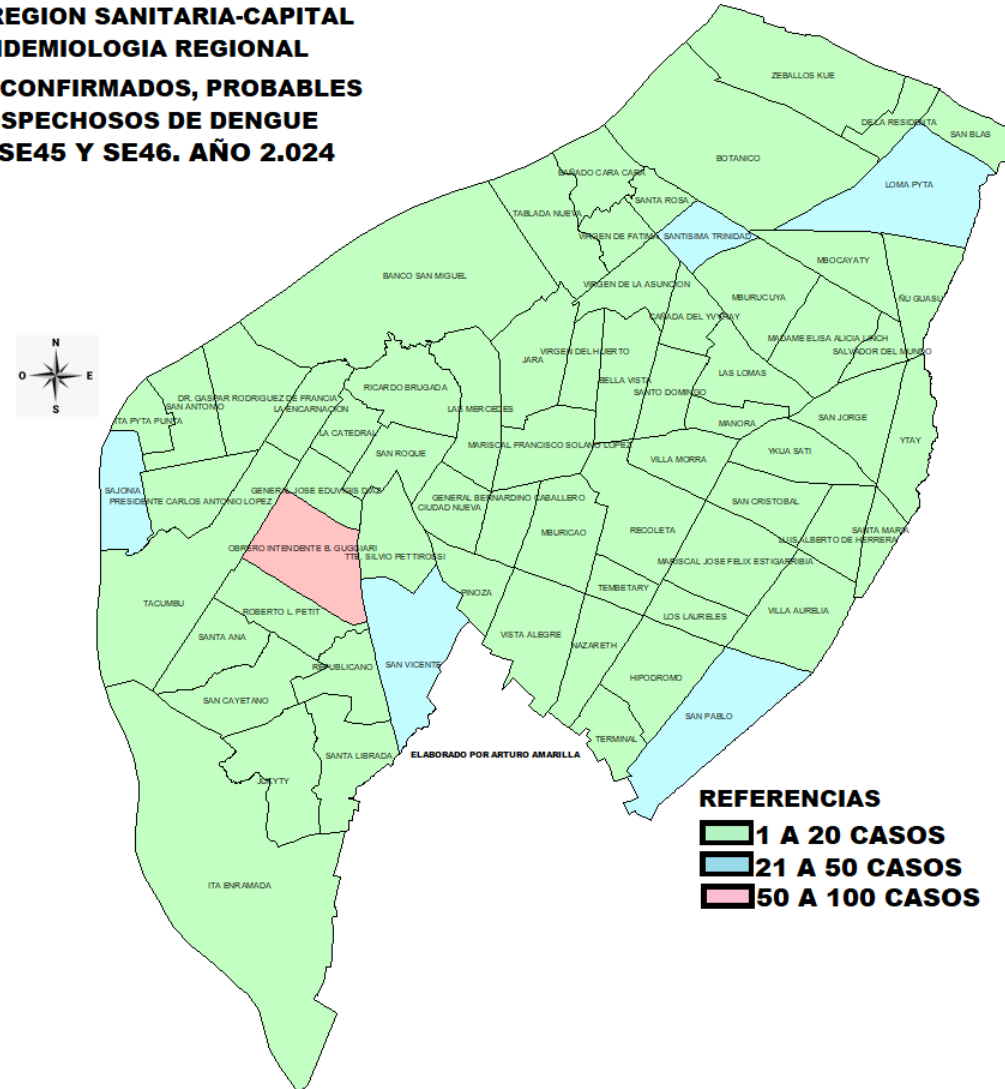 REGION SANITARIA-CAPITAL
IDEMIOLOGIA REGIONAL
CONFIRMADOS, PROBABLES
SPECHOSOS DE DENGUE
SE45 Y SE46. AÑO 2.024
ZEBALLOS KUE
DE LA RESIDENTA
SAN BLAS
BOTANICO
BAÑADO CARA CARA
LOMA PYTA
SANTA ROSA
TABLADA NUEVA
VIRGEN DE FATIMA
SANTISIMA TRINIDAD
MBOCAYATY
BANCO SAN MIGUEL
VIRGEN DE LA ASUNCION
MBURUCUYA
ÑU GUASU
CAÑADA DEL YVYRAY
MADAME ELISA ALICIA LINCH
SALVADOR DEL MUNDO
N
O
E
S
JARA
VIRGEN DEL HUERTO
BELLA VISTA
LAS LOMAS
RICARDO BRUGADA
SANTO DOMINGO
DR. GASPAR RODRIGUEZ DE FRANCIA
SAN ANTONIO
LA ENCARNACION
LAS MERCEDES
ITA PYTA PUNTA
SAN JORGE
MANORA
LA CATEDRAL
MARISCAL FRANCISCO SOLANO LOPEZ
YTAY
SAN ROQUE
YKUA SATI
VILLA MORRA
SAJONIA
GENERAL JOSE EDUVIGIS DIAZ
PRESIDENTE CARLOS ANTONIO LOPEZ
GENERAL BERNARDINO CABALLERO
CIUDAD NUEVA
SAN CRISTOBAL
MBURICAO
RECOLETA
SANTA MARIA
LUIS ALBERTO DE HERRERA
OBRERO INTENDENTE B. GUGGIARI
TTE. SILVIO PETTIROSSI
MARISCAL JOSE FELIX ESTIGARRIBIA
TACUMBU
PINOZA
TEMBETARY
ROBERTO L. PETIT
LOS LAURELES
VILLA AURELIA
SANTA ANA
VISTA ALEGRE
NAZARETH
REPUBLICANO
SAN VICENTE
HIPODROMO
SAN CAYETANO
SAN PABLO
TERMINAL
SANTA LIBRADA
ELABORADO POR ARTURO AMARILLA
JUKYTY
ITA ENRAMADA
REFERENCIAS
1 A 20 CASOS
21 A 50 CASOS
50 A 100 CASOS